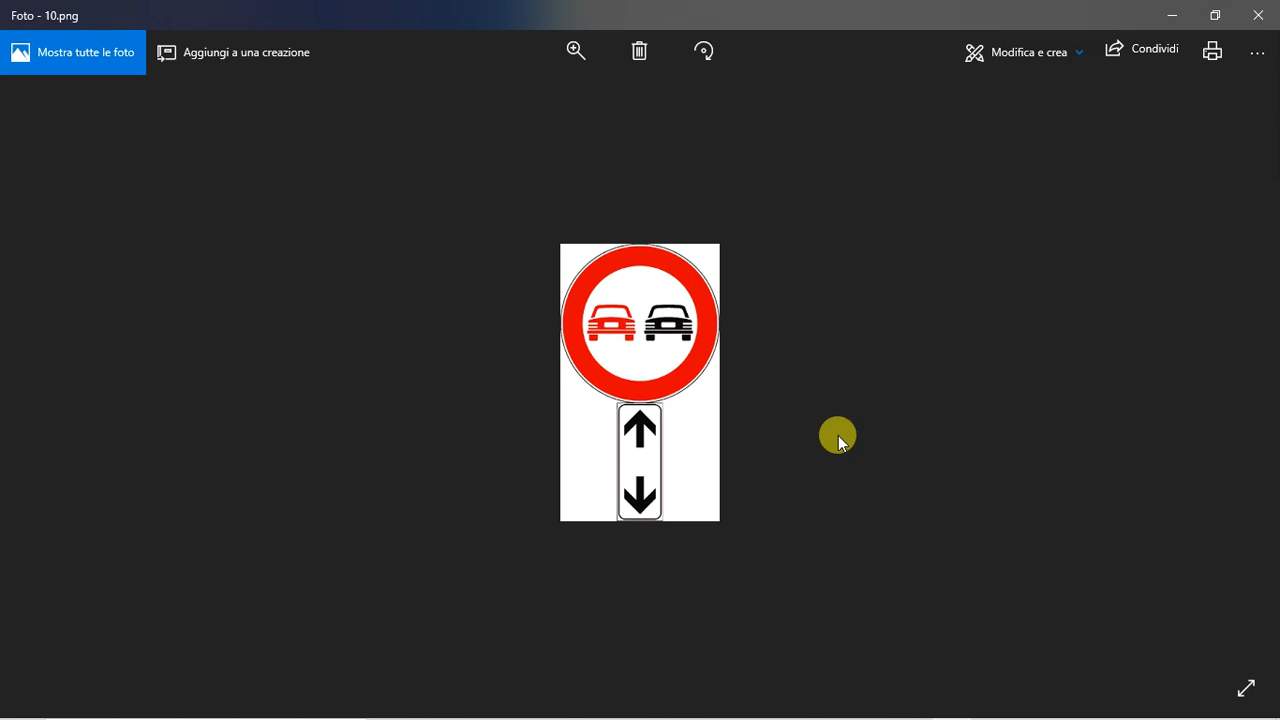 Foto - 10.png
Mostra tutte le foto
Aggiungi a una creazione
Modifica e crea
Condividi